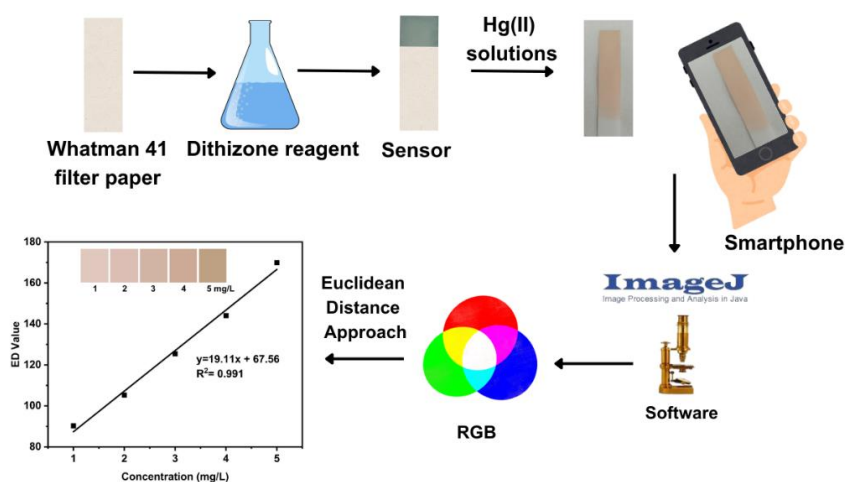 Whatman 41
filter paper
Dithizone reagent
Sensor
Hg(II)
solutions
Smartphone
ImageJ
Image Processing and Analysis in Java
Software
RGB
Euclidean
Distance
Approach
180
160
140
120
100
80
ED Value
1 2 3 4 5 mg/L
y=19.11x + 67.56
R²= 0.991
1 2 3 4 5
Concentration (mg/L)